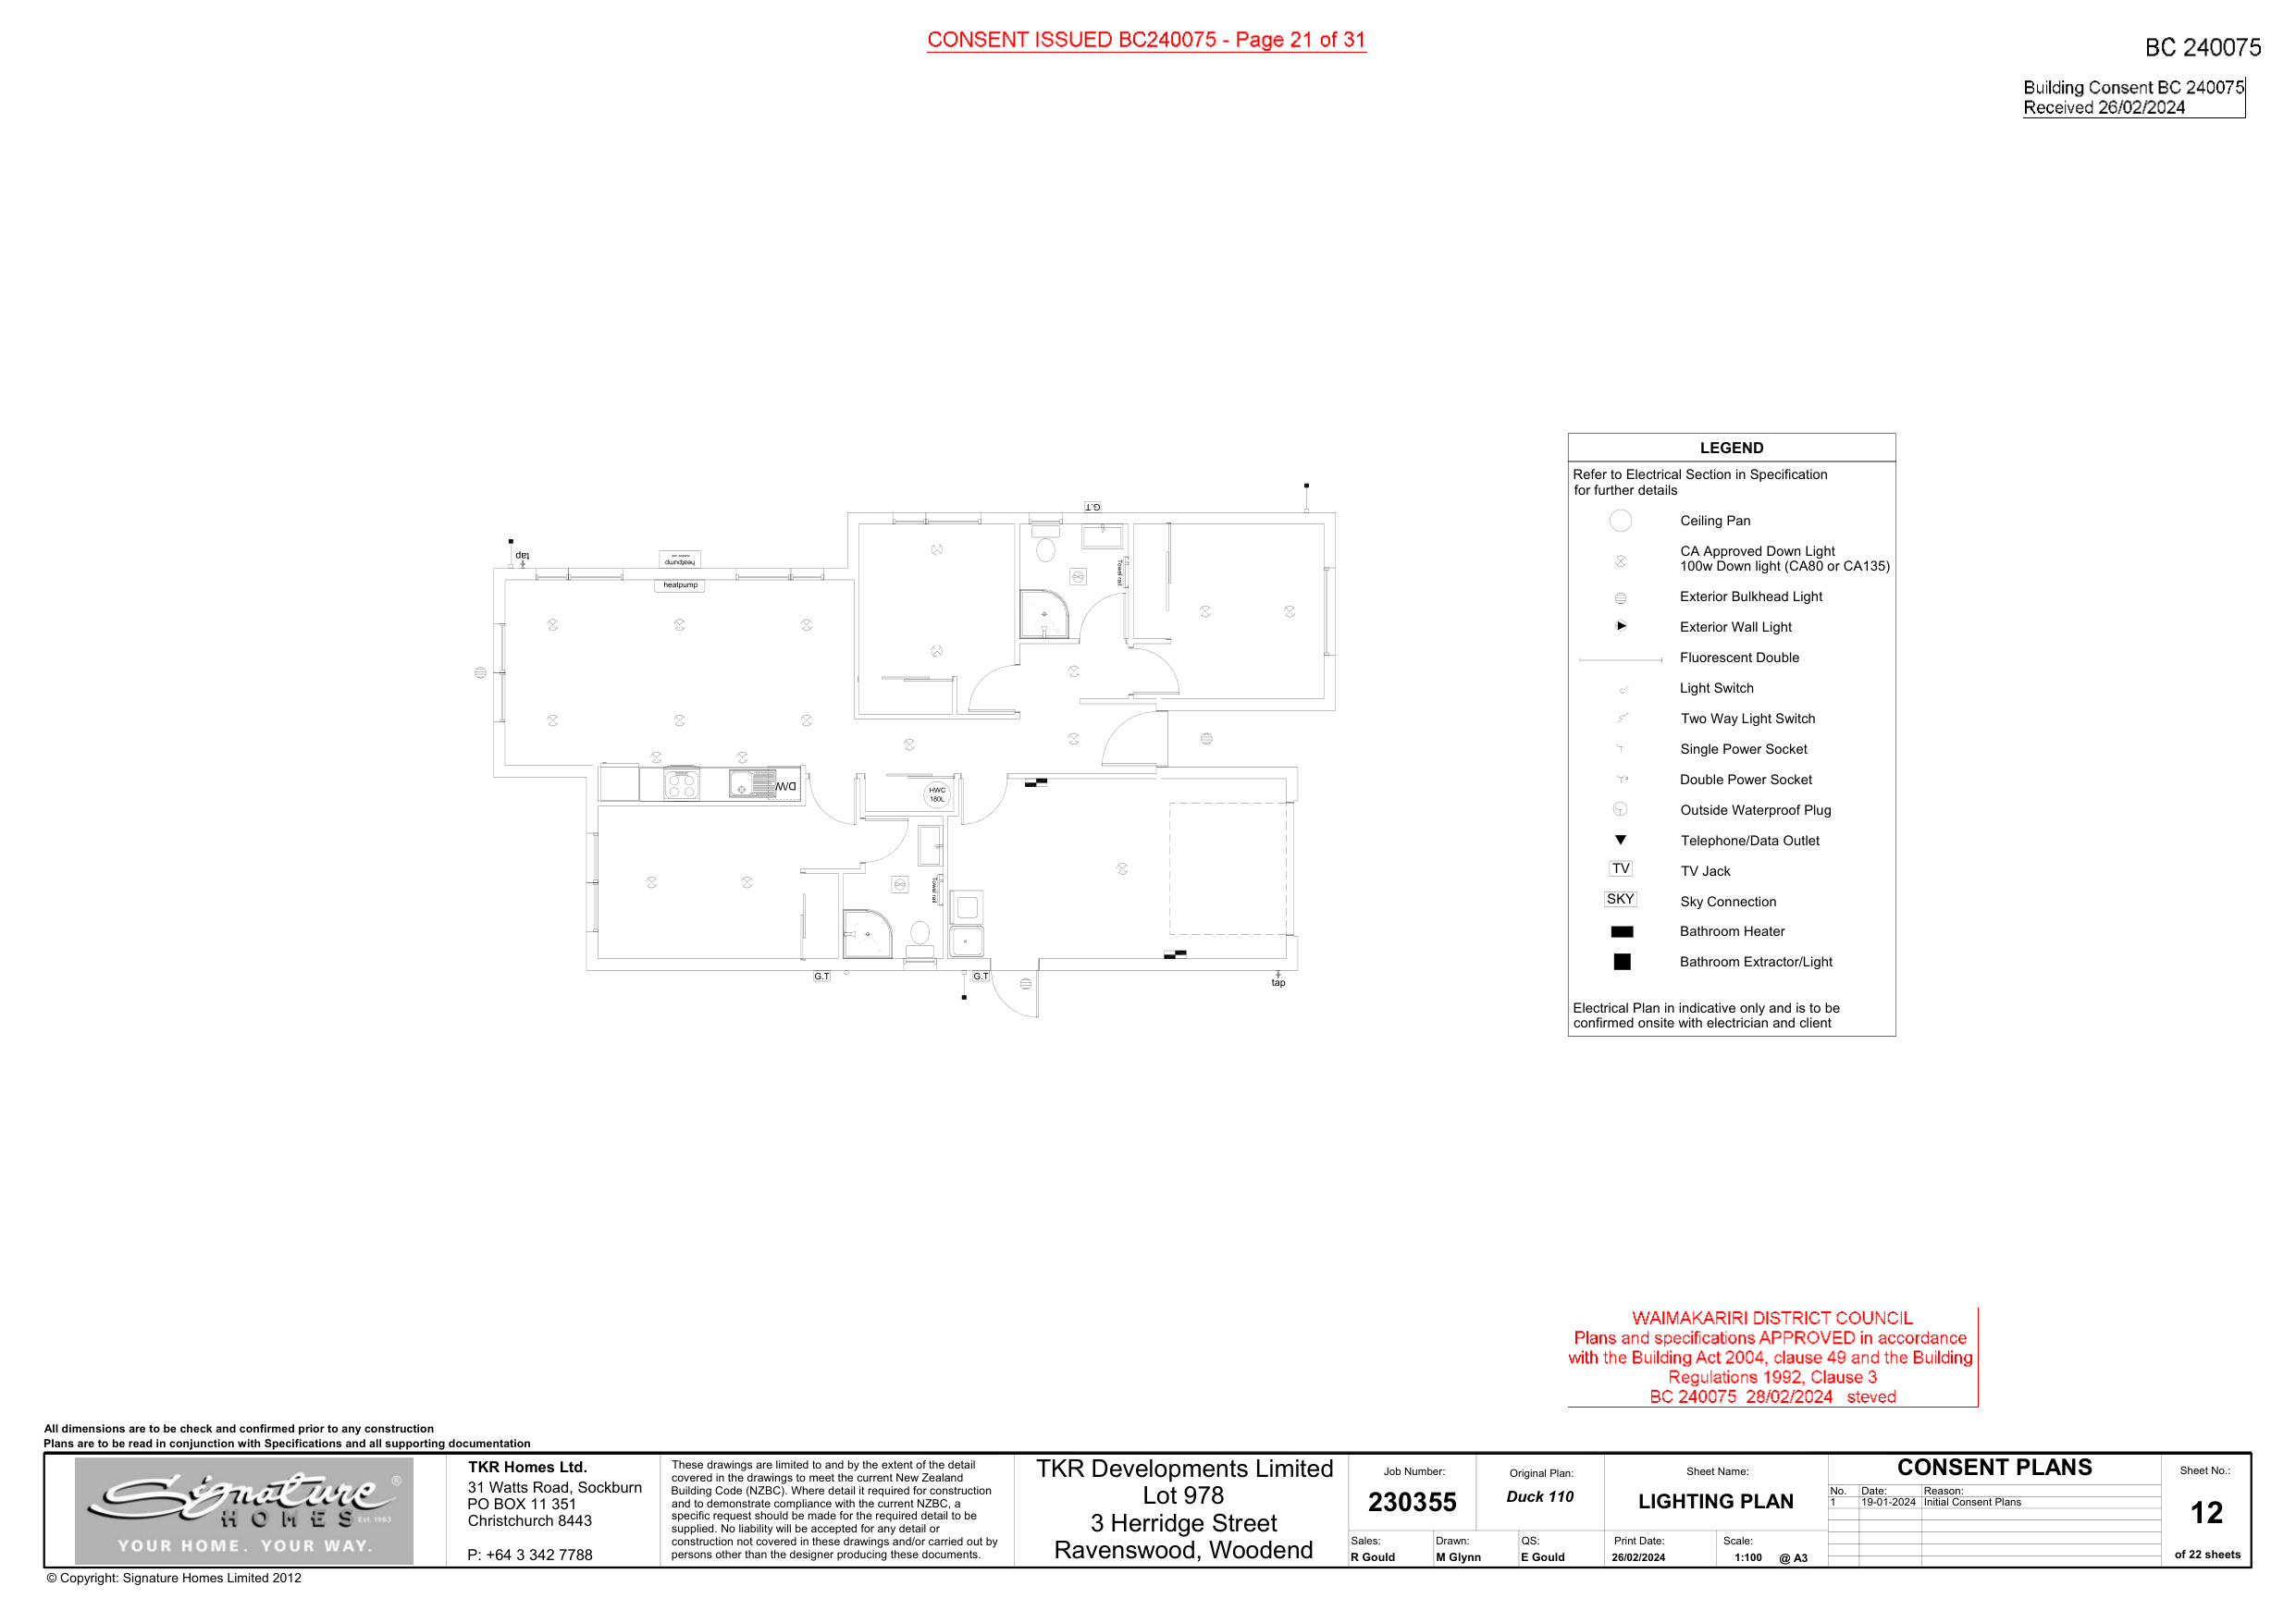 CONSENT ISSUED BC240075 - Page 21 of 31
BC 240075
Building Consent BC 240075
Received 26/02/2024
LEGEND
Refer to Electrical Section in Specification
for further details
Ceiling Pan
CA Approved Down Light
100w Down light (CA80 or CA135)
Exterior Bulkhead Light
Exterior Wall Light
Fluorescent Double
Light Switch
Two Way Light Switch
Single Power Socket
Double Power Socket
Outside Waterproof Plug
Telephone/Data Outlet
TV
TV Jack
SKY
Sky Connection
Bathroom Heater
Bathroom Extractor/Light
Electrical Plan in indicative only and is to be
confirmed onsite with electrician and client
G.T
tap
heatpump
heatpump
Towel rail
D/W
HWC
180L
Towel rail
G.T
G.T
tap
WAIMAKARIRI DISTRICT COUNCIL
Plans and specifications APPROVED in accordance
with the Building Act 2004, clause 49 and the Building
Regulations 1992, Clause 3
BC 240075 28/02/2024 steved
All dimensions are to be check and confirmed prior to any construction
Plans are to be read in conjunction with Specifications and all supporting documentation
Signature ®
HOMES Est. 1983
YOUR HOME. YOUR WAY.
TKR Homes Ltd.
31 Watts Road, Sockburn
PO BOX 11 351
Christchurch 8443
P: +64 3 342 7788
These drawings are limited to and by the extent of the detail
covered in the drawings to meet the current New Zealand
Building Code (NZBC). Where detail it required for construction
and to demonstrate compliance with the current NZBC, a
specific request should be made for the required detail to be
supplied. No liability will be accepted for any detail or
construction not covered in these drawings and/or carried out by
persons other than the designer producing these documents.
TKR Developments Limited
Lot 978
3 Herridge Street
Ravenswood, Woodend
Job Number:
230355
Original Plan:
Duck 110
Sales:
R Gould
Drawn:
M Glynn
QS:
E Gould
Sheet Name:
LIGHTING PLAN
Print Date:
26/02/2024
Scale:
1:100 @ A3
CONSENT PLANS
No. Date: Reason:
1 19-01-2024 Initial Consent Plans
Sheet No.:
12
of 22 sheets
© Copyright: Signature Homes Limited 2012